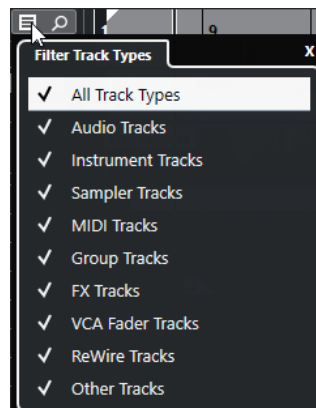 1 9
Filter Track Types X
All Track Types
Audio Tracks
Instrument Tracks
Sampler Tracks
MIDI Tracks
Group Tracks
FX Tracks
VCA Fader Tracks
ReWire Tracks
Other Tracks